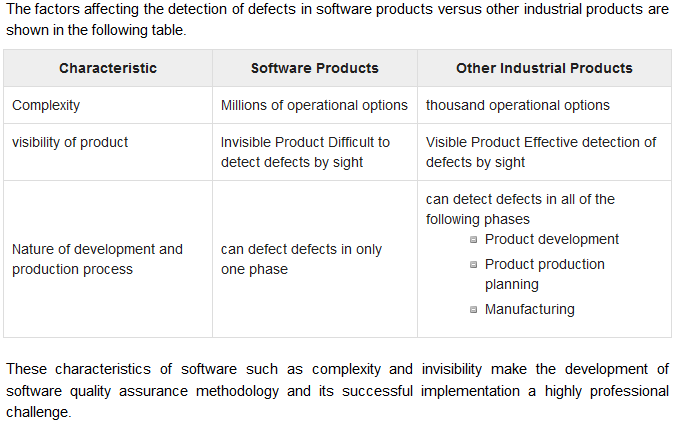 The factors affecting the detection of defects in software products versus other industrial products are
shown in the following table.
Characteristic
Software Products
Other Industrial Products
Complexity
Millions of operational options
thousand operational options
visibility of product
Invisible Product Difficult to
detect defects by sight
Visible Product Effective detection of
defects by sight
Nature of development and
production process
can defect defects in only
one phase
can detect defects in all of the
following phases
Product development
Product production
planning
Manufacturing
These characteristics of software such as complexity and invisibility make the development of
software quality assurance methodology and its successful implementation a highly professional
challenge.